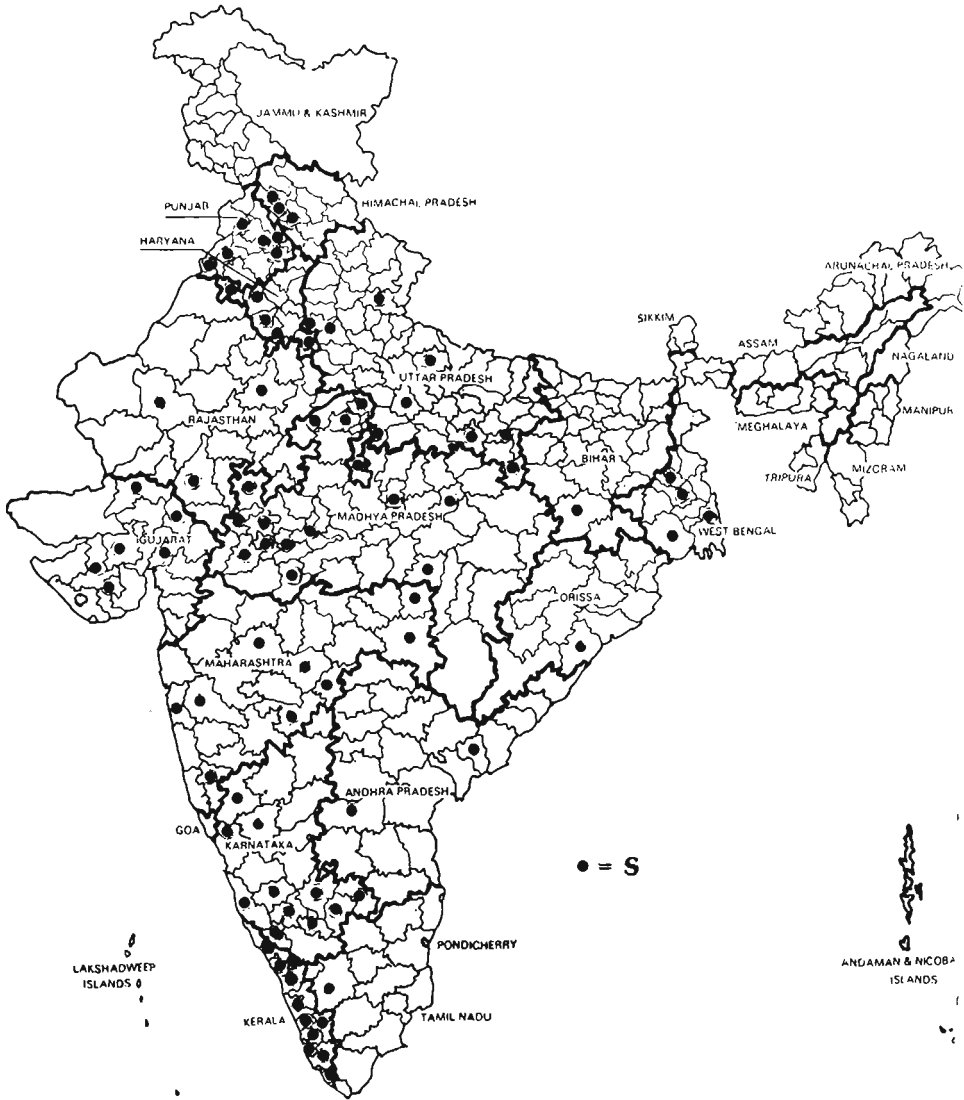 JAMMU & KASHMIR
PUNJAB
HIMACHAL PRADESH
HARYANA
ARUNACHAL PRADESH
SIKKIM
ASSAM
NAGALAND
UTTAR PRADESH
RAJASTHAN
MANIPUR
MEGHALAYA
BIHAR
TRIPURA
MIZORAM
MADHYA PRADESH
WEST BENGAL
GUJARAT
ORISSA
MAHARASHTRA
ANDHRA PRADESH
GOA
KARNATAKA
● = S
PONDICHERRY
LAKSHADWEEP
ISLANDS
ANDAMAN & NICOBA
ISLANDS
KERALA
TAMIL NADU